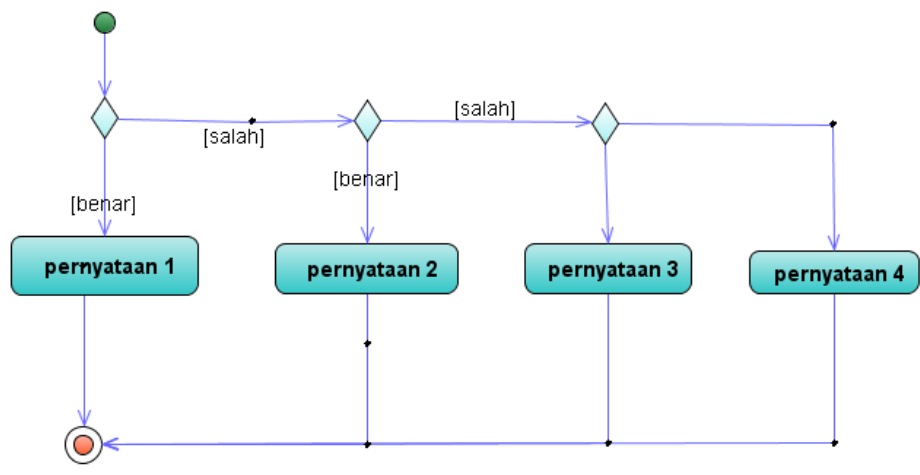 [salah]
[salah]
[benar]
[benar]
pernyataan 1
pernyataan 2
pernyataan 3
pernyataan 4